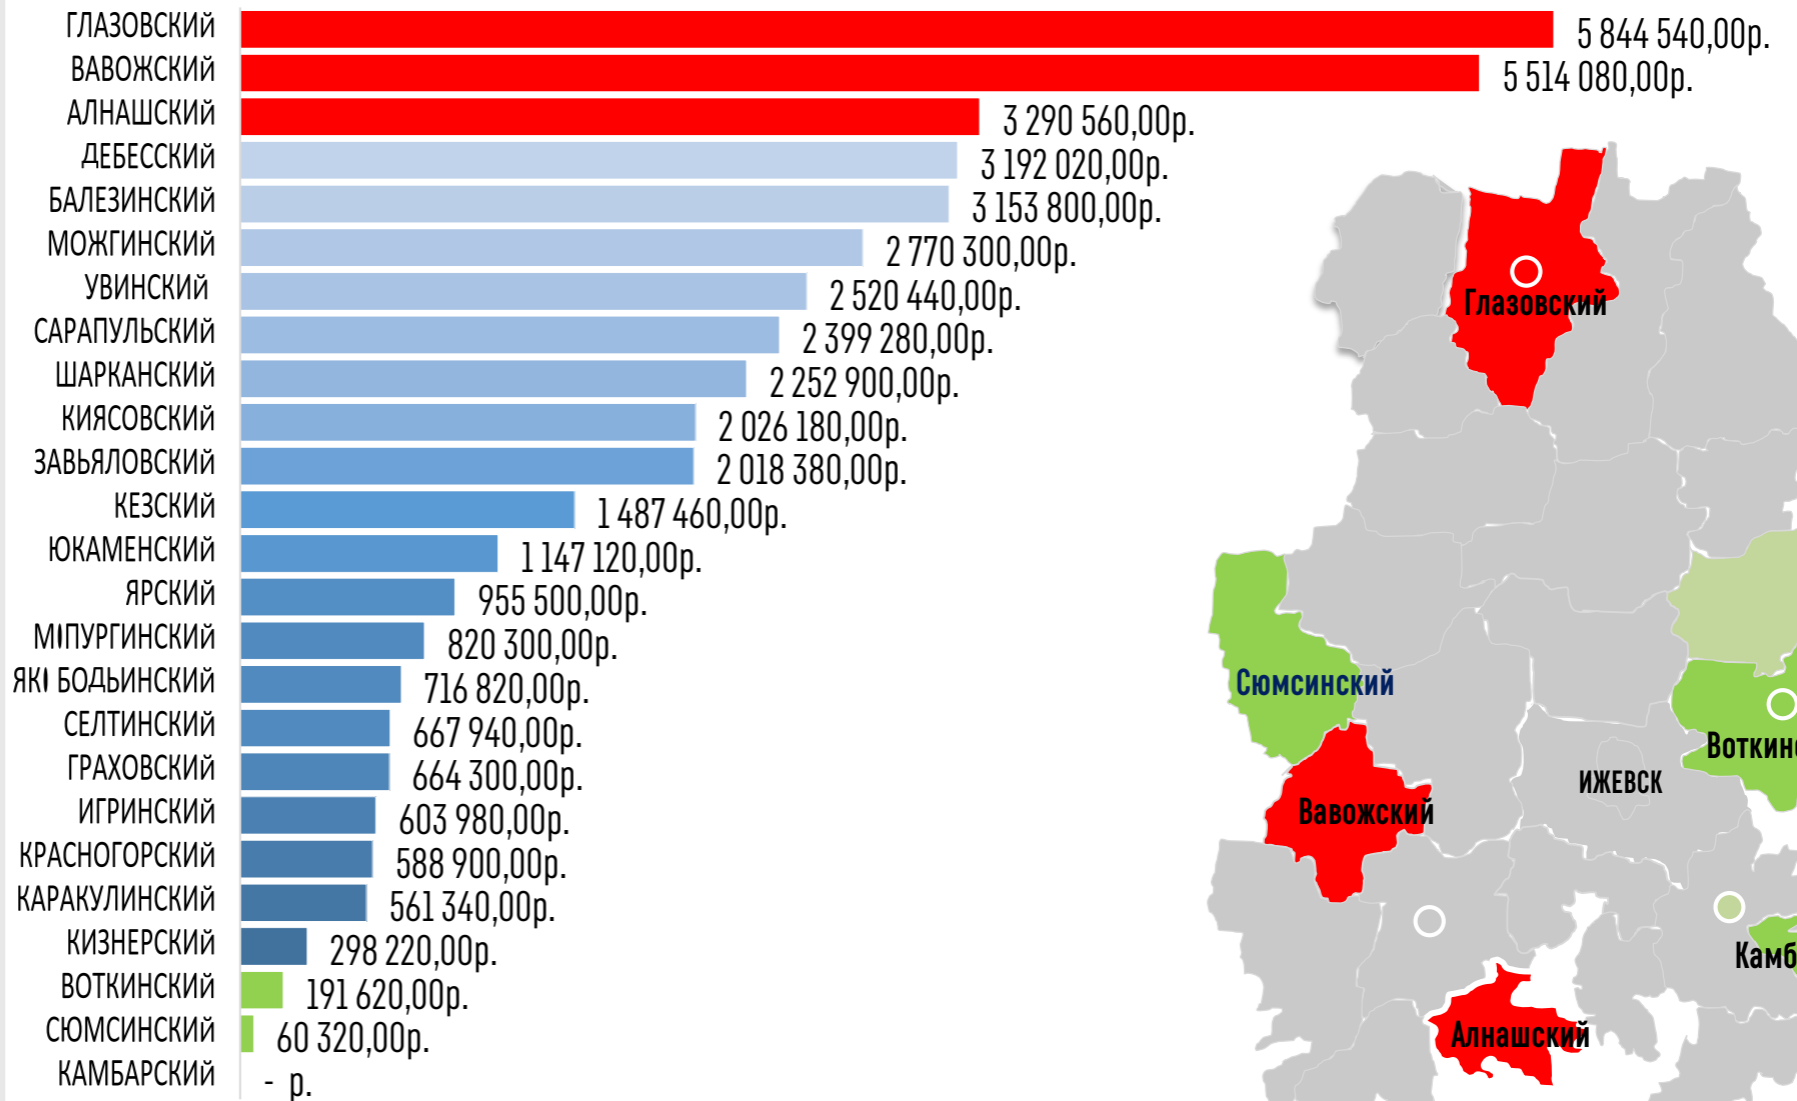 ГЛАЗОВСКИй 5 844 540,00р.
ВАВОЖСКИй 5 514 080,00р.
АЛНАШСКИй 3 290 560,00р.
ДЕБЕССКИй 3 192 020,00р.
БАЛЕЗИНСКИй 3 153 800,00р.
МОЖГИНСКИй 2 770 300,00р.
УВИНСКИй 2 520 440,00р.
САРАПУЛЬСКИй 2 399 280,00р.
ШАРКАНСКИй 2 252 900,00р.
КИЯСОВСКИй 2 026 180,00р.
ЗАВЬЯЛОВСКИй 2 018 380,00р.
КЕЗСКИй 1 487 460,00р.
ЮКАМЕНСКИй 1 147 120,00р.
ЯРСКИй 955 500,00р.
ПУРГИНСКИй 820 300,00р.
БОДЬИНСКИй 716 820,00р.
СЕЛТИНСКИй 667 940,00р.
ГРАХОВСКИй 664 300,00р.
ИГРИНСКИй 603 980,00р.
КРАСНОГОРСКИй 588 900,00р.
КАРАКУЛИНСКИй 561 340,00р.
КИЗНЕРСКИй 298 220,00р.
ВОТКИНСКИй 191 620,00р.
СЮМСИНСКИй 60 320,00р.
КАМБАРСКИй - р.
Глазовский
Сюмсинский
Воткин
ИЖЕВСК
Вавожский
Камб
Алнашский